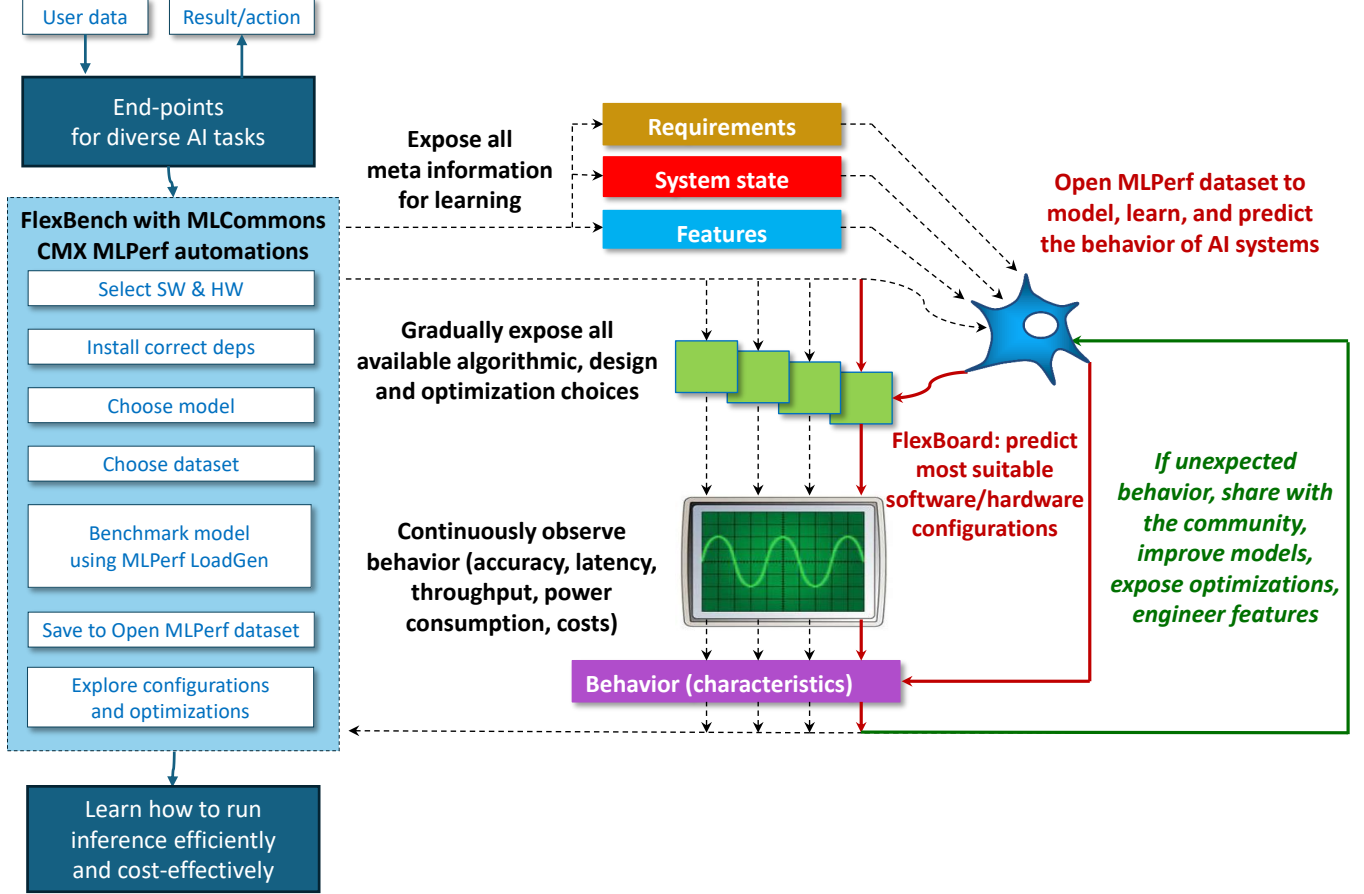 User data
Result/action
End-points
for diverse AI tasks
FlexBench with MLCommons
CMX MLPerf automations
Select SW & HW
Install correct deps
Choose model
Choose dataset
Benchmark model
using MLPerf LoadGen
Save to Open MLPerf dataset
Explore configurations
and optimizations
Learn how to run
inference efficiently
and cost-effectively
Expose all
meta information
for learning
Requirements
System state
Features
Open MLPerf dataset to
model, learn, and predict
the behavior of AI systems
Gradually expose all
available algorithmic, design
and optimization choices
FlexBoard: predict
most suitable
software/hardware
configurations
Continuously observe
behavior (accuracy, latency,
throughput, power
consumption, costs)
Behavior (characteristics)
If unexpected
behavior, share with
the community,
improve models,
expose optimizations,
engineer features